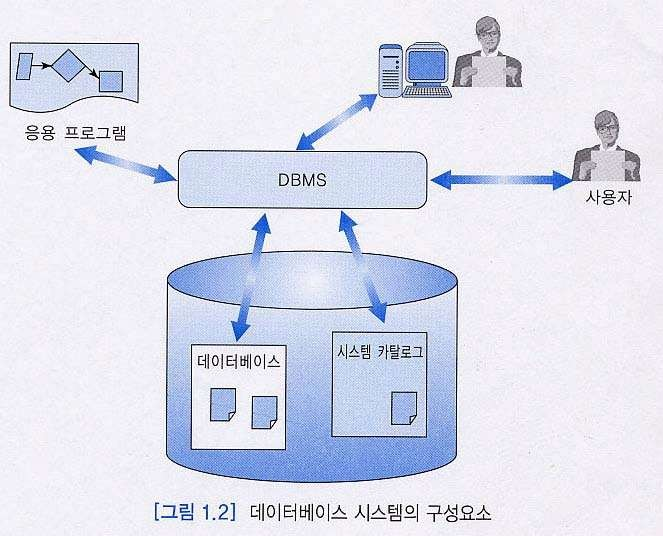 응용 프로그램
DBMS
사용자
데이터베이스
시스템 카탈로그
[그림 1.2] 데이터베이스 시스템의 구성요소